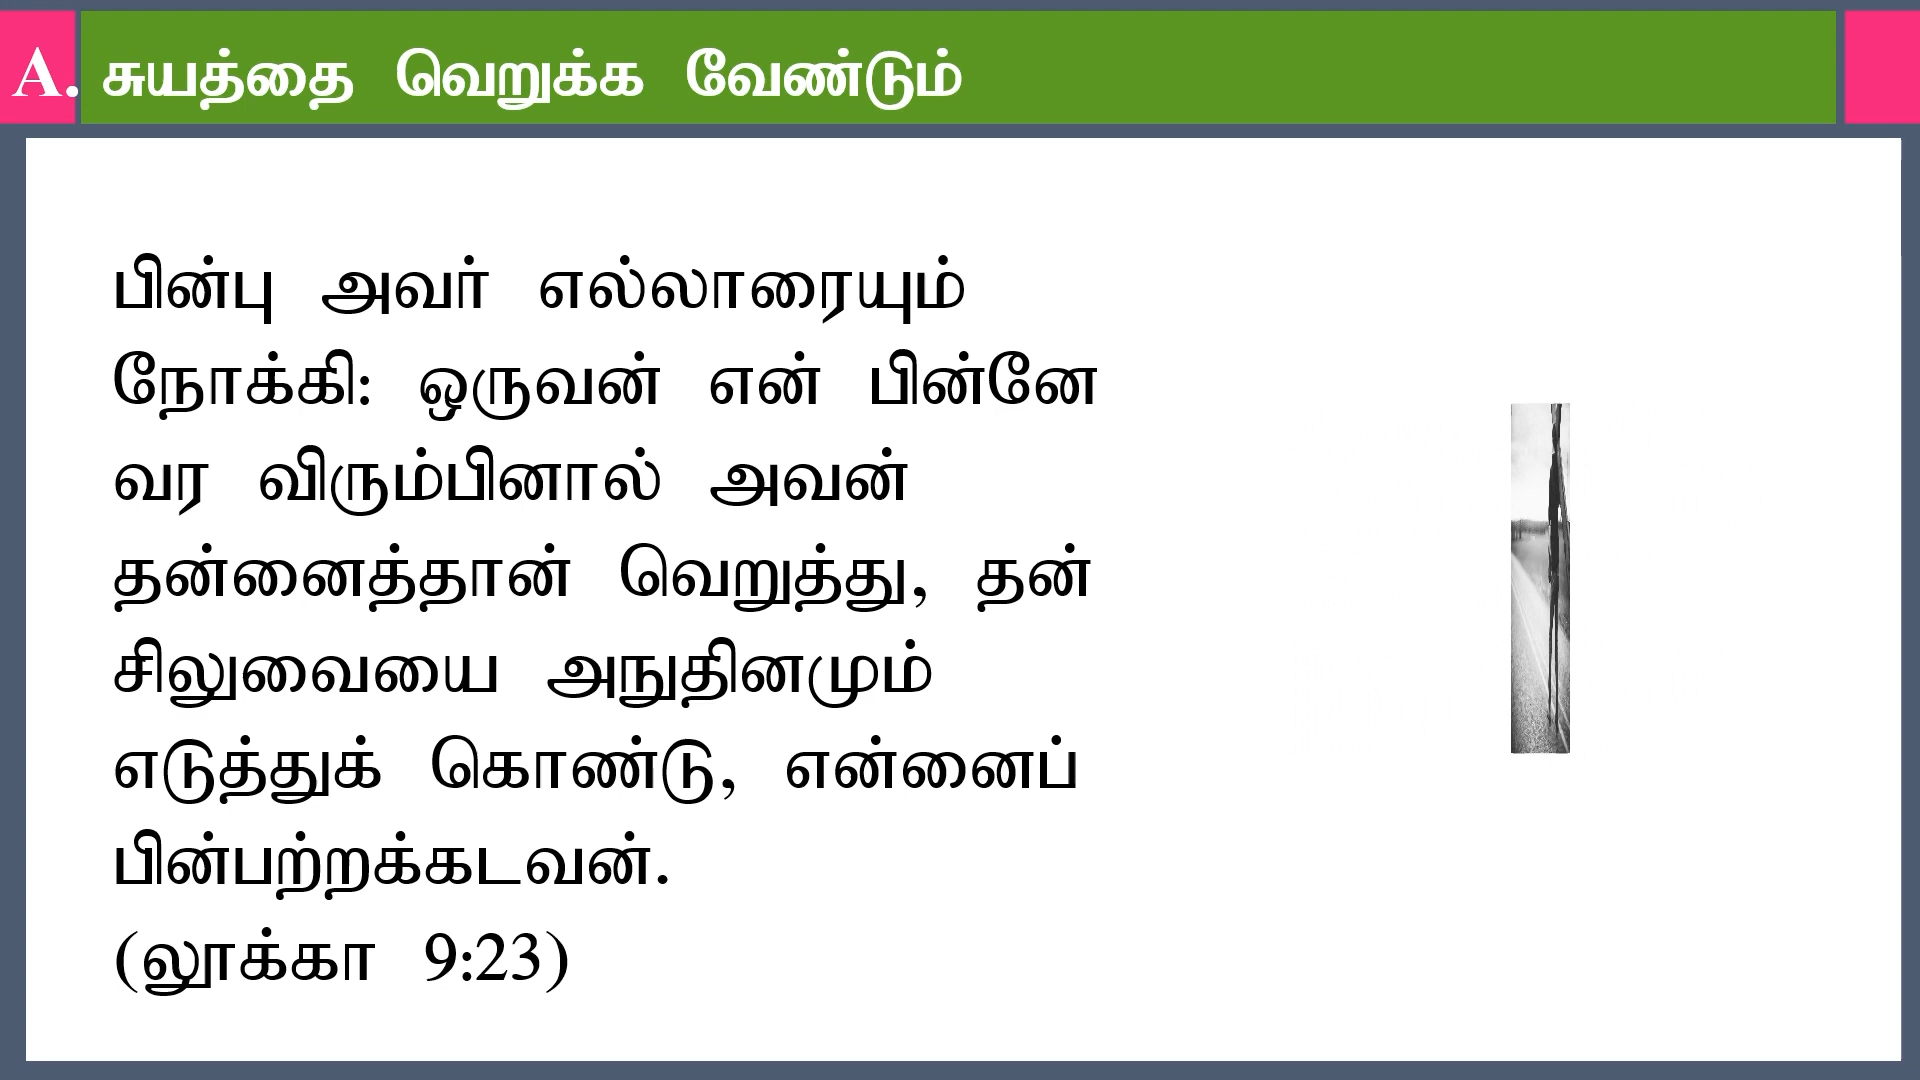 A. சுயத்தை வெறுக்க வேண்டும்
பின்பு அவர் எல்லாரையும்
நோக்கி: ஒருவன் என் பின்னே
வர விரும்பினால் அவன்
தன்னைத்தான் வெறுத்து, தன்
சிலுவையை அநுதினமும்
எடுத்துக் கொண்டு, என்னைப்
பின்பற்றக்கடவன்.
(லூக்கா 9:23)